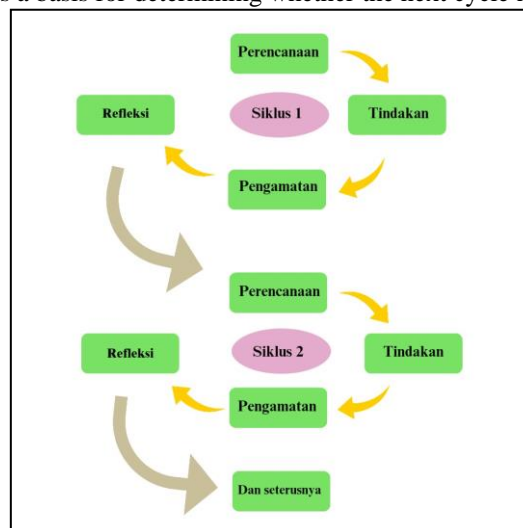 Perencanaan
Refleksi
Siklus 1
Tindakan
Pengamatan
Perencanaan
Refleksi
Siklus 2
Tindakan
Pengamatan
Dan seterusnya